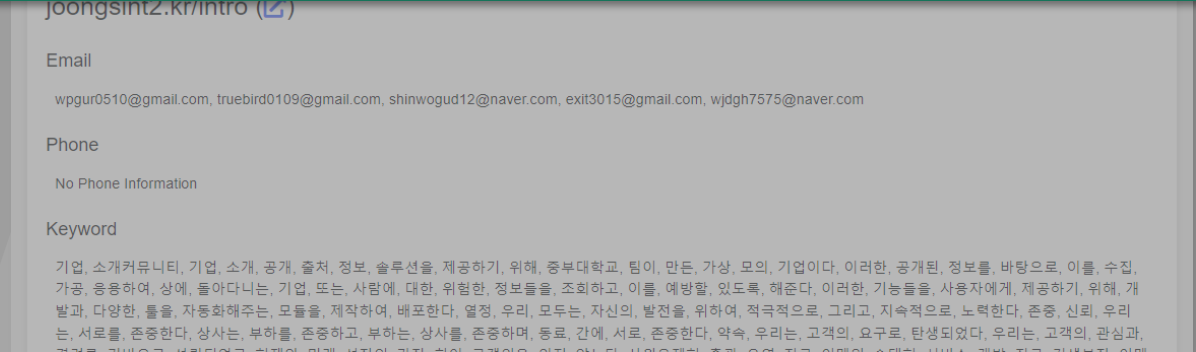 joongsint2.kr/intro ( )
Email
wpgur0510@gmail.com, truebird0109@gmail.com, shinwogud12@naver.com, exit3015@gmail.com, wjdgh7575@naver.com
Phone
No Phone Information
Keyword
기업, 소개커뮤니티, 기업, 소개, 공개, 출처, 정보, 솔루션을, 제공하기, 위해, 중부대학교, 팀이, 만든, 가상, 모의, 기업이다, 이러한, 공개된, 정보를, 바탕으로, 이를, 수집,
가공, 응용하여, 상에, 돌아다니는, 기업, 또는, 사람에, 대한, 위험한, 정보들을, 조회하고, 이를, 예방할, 있도록, 해준다, 이러한, 기능들을, 사용자에게, 제공하기, 위해, 개
발과, 다양한, 툴을, 자동화해주는, 모듈을, 제작하여, 배포한다, 열정, 우리, 모두는, 자신의, 발전을, 위하여, 적극적으로, 그리고, 지속적으로, 노력한다, 존중, 신뢰, 우리
는, 서로를, 존중한다, 상사는, 부하를, 존중하고, 부하는, 상사를, 존중하며, 동료, 간에, 서로, 존중한다, 약속, 우리는, 고객의, 요구로, 탄생되었다, 우리는, 고객의, 관심과,